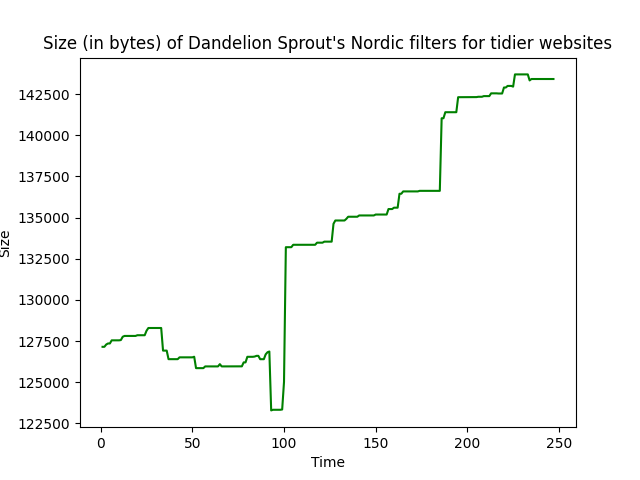 Size (in bytes) of Dandelion Sprout's Nordic filters for tidier websites
142500
140000
137500
135000
132500
130000
127500
125000
122500
Size
0 50 100 150 200 250
Time